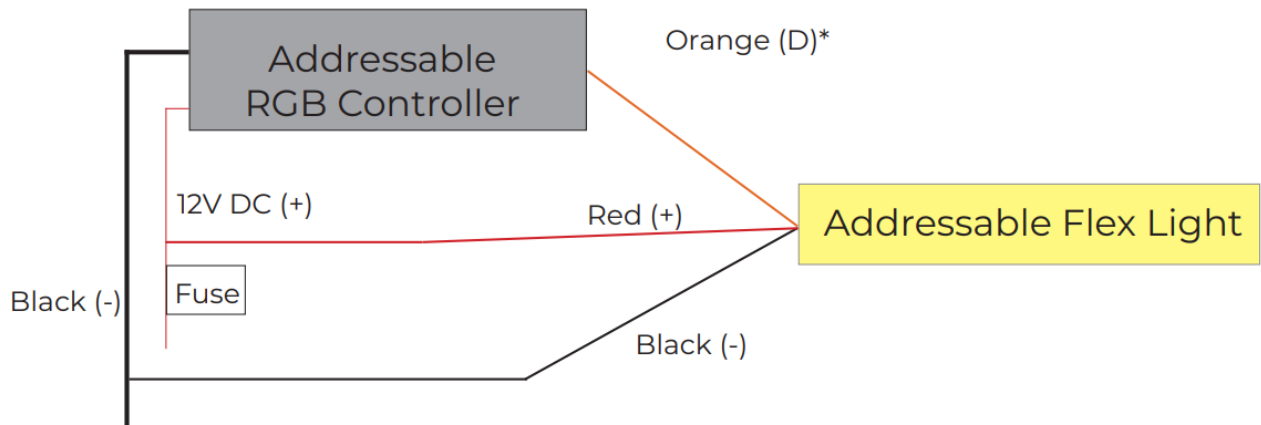 Addressable
RGB Controller
Orange (D)*
12V DC (+)
Red (+)
Addressable Flex Light
Fuse
Black (-)
Black (-)